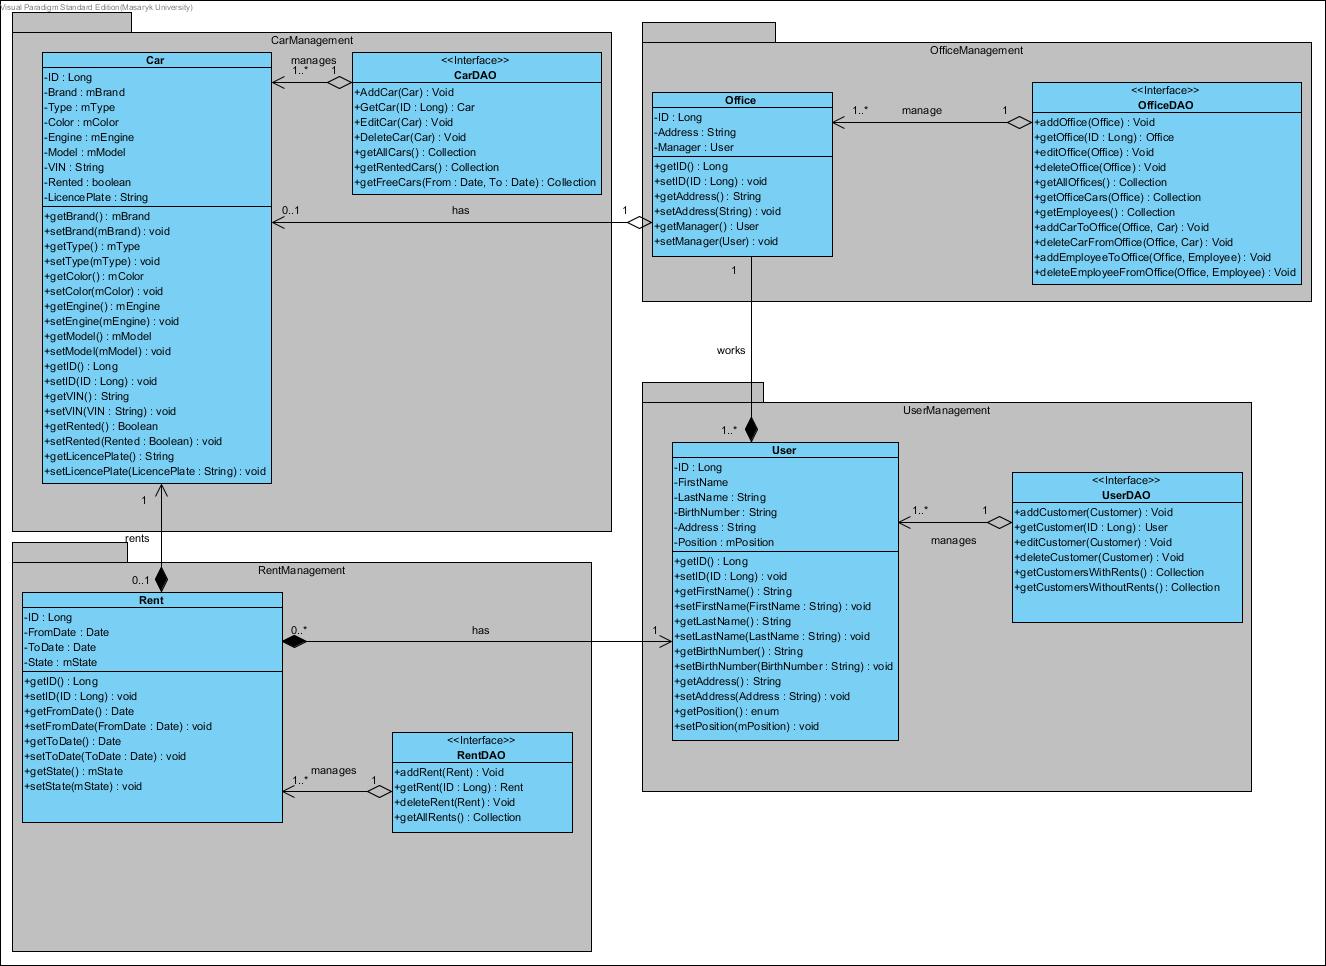 Visual Paradigm Standard Edition(Masaryk University)
CarManagement
Car
-ID : Long
-Brand : mBrand
-Type : mType
-Color : mColor
-Engine : mEngine
-Model : mModel
-VIN : String
-Rented : boolean
-LicencePlate : String
+getBrand() : mBrand
+setBrand(mBrand) : void
+getType() : mType
+setType(mType) : void
+getColor() : mColor
+setColor(mColor) : void
+getEngine() : mEngine
+setEngine(mEngine) : void
+getModel() : mModel
+setModel(mModel) : void
+getID() : Long
+setID(ID : Long) : void
+getVIN() : String
+setVIN(VIN : String) : void
+getRented() : Boolean
+setRented(Rented : Boolean) : void
+getLicencePlate() : String
+setLicencePlate(LicencePlate : String) : void
manages
1..*
1
<<Interface>>
CarDAO
+AddCar(Car) : Void
+GetCar(ID : Long) : Car
+EditCar(Car) : Void
+DeleteCar(Car) : Void
+getAllCars() : Collection
+getRentedCars() : Collection
+getFreeCars(From : Date, To : Date) : Collection
0..1
has
1
OfficeManagement
Office
-ID : Long
-Address : String
-Manager : User
+getID() : Long
+setID(ID : Long) : void
+getAddress() : String
+setAddress(String) : void
+getManager() : User
+setManager(User) : void
1..*
manage
1
<<Interface>>
OfficeDAO
+addOffice(Office) : Void
+getOffice(ID : Long) : Office
+editOffice(Office) : Void
+deleteOffice(Office) : Void
+getAllOffices() : Collection
+getOfficeCars(Office) : Collection
+getEmployees() : Collection
+addCarToOffice(Office, Car) : Void
+deleteCarFromOffice(Office, Car) : Void
+addEmployeeToOffice(Office, Employee) : Void
+deleteEmployeeFromOffice(Office, Employee) : Void
1
works
1..*
UserManagement
User
-ID : Long
-FirstName
-LastName : String
-BirthNumber : String
-Address : String
-Position : mPosition
+getID() : Long
+setID(ID : Long) : void
+getFirstName() : String
+setFirstName(FirstName : String) : void
+getLastName() : String
+setLastName(LastName : String) : void
+getBirthNumber() : String
+setBirthNumber(BirthNumber : String) : void
+getAddress() : String
+setAddress(Address : String) : void
+getPosition() : enum
+setPosition(mPosition) : void
1..*
1
manages
<<Interface>>
UserDAO
+addCustomer(Customer) : Void
+getCustomer(ID : Long) : User
+editCustomer(Customer) : Void
+deleteCustomer(Customer) : Void
+getCustomersWithRents() : Collection
+getCustomersWithoutRents() : Collection
1
rents
0..1
RentManagement
Rent
-ID : Long
-FromDate : Date
-ToDate : Date
-State : mState
+getID() : Long
+setID(ID : Long) : void
+getFromDate() : Date
+setFromDate(FromDate : Date) : void
+getToDate() : Date
+setToDate(ToDate : Date) : void
+getState() : mState
+setState(mState) : void
0..*
has
1
manages
1..*
1
<<Interface>>
RentDAO
+addRent(Rent) : Void
+getRent(ID : Long) : Rent
+deleteRent(Rent) : Void
+getAllRents() : Collection